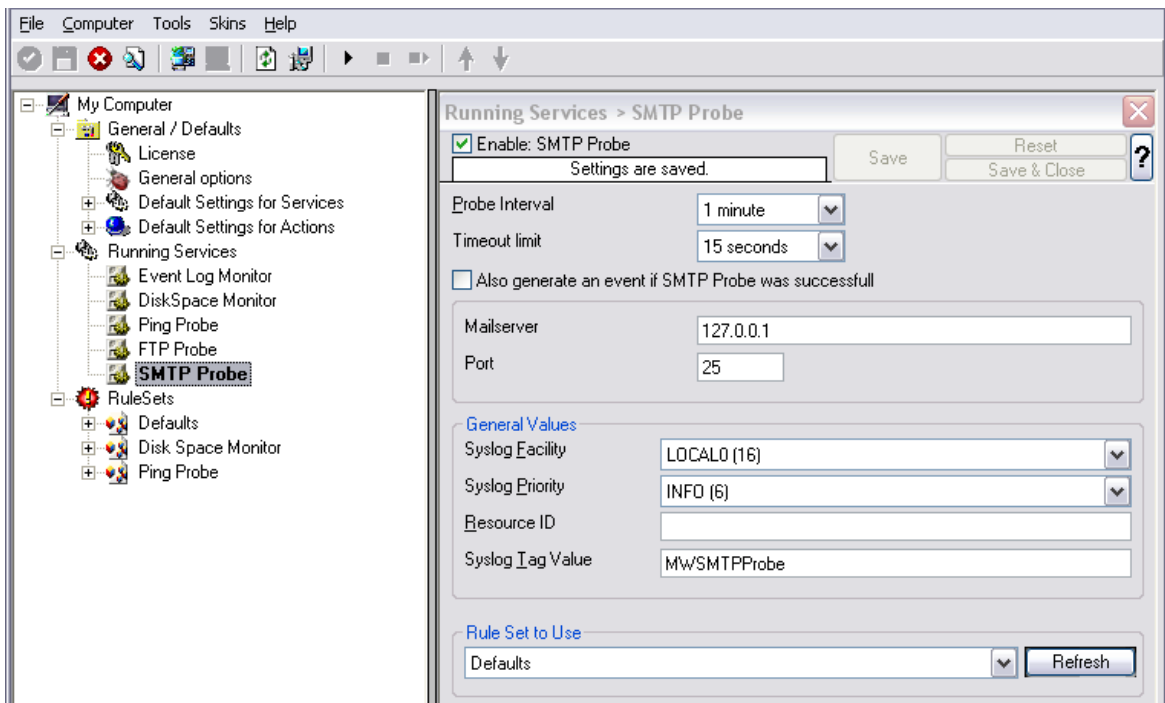 File Computer Tools Skins Help
My Computer
General / Defaults
License
General options
Default Settings for Services
Default Settings for Actions
Running Services
Event Log Monitor
DiskSpace Monitor
Ping Probe
FTP Probe
SMTP Probe
RuleSets
Defaults
Disk Space Monitor
Ping Probe
Running Services > SMTP Probe
Enable: SMTP Probe
Settings are saved.
Save
Reset
Save & Close
?
Probe Interval
1 minute
Timeout limit
15 seconds
Also generate an event if SMTP Probe was successfull
Mailserver
127.0.0.1
Port
25
General Values
Syslog Facility
LOCAL0 (16)
Syslog Priority
INFO (6)
Resource ID
Syslog Tag Value
MWSMTPProbe
Rule Set to Use
Defaults
Refresh